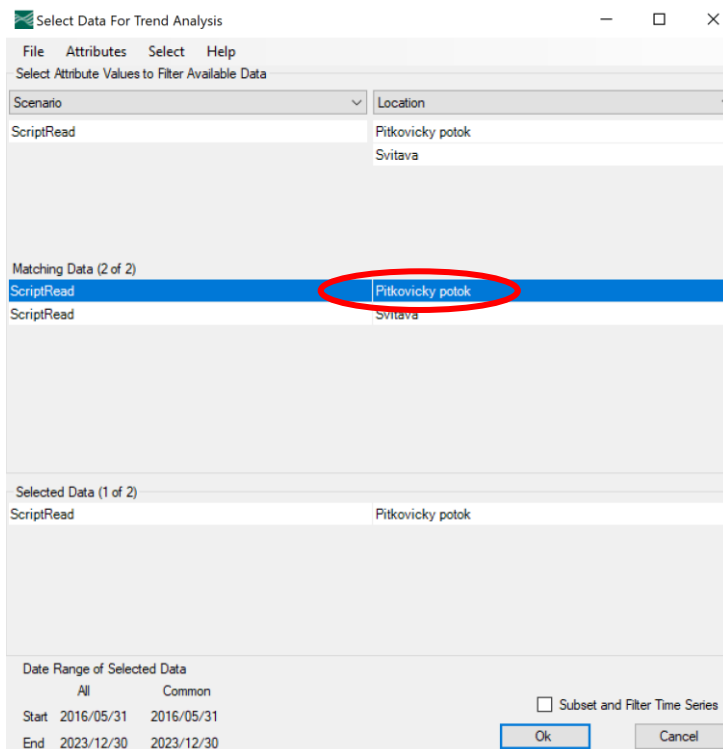 Select Data For Trend Analysis
File Attributes Select Help
Select Attribute Values to Filter Available Data
Scenario Location
ScriptRead Pitkovicky potok
Svitava
Matching Data (2 of 2)
ScriptRead Pitkovicky potok
ScriptRead Svitava
Selected Data (1 of 2)
ScriptRead Pitkovicky potok
Date Range of Selected Data
All Common
Start 2016/05/31 2016/05/31
End 2023/12/30 2023/12/30
Subset and Filter Time Series
Ok Cancel